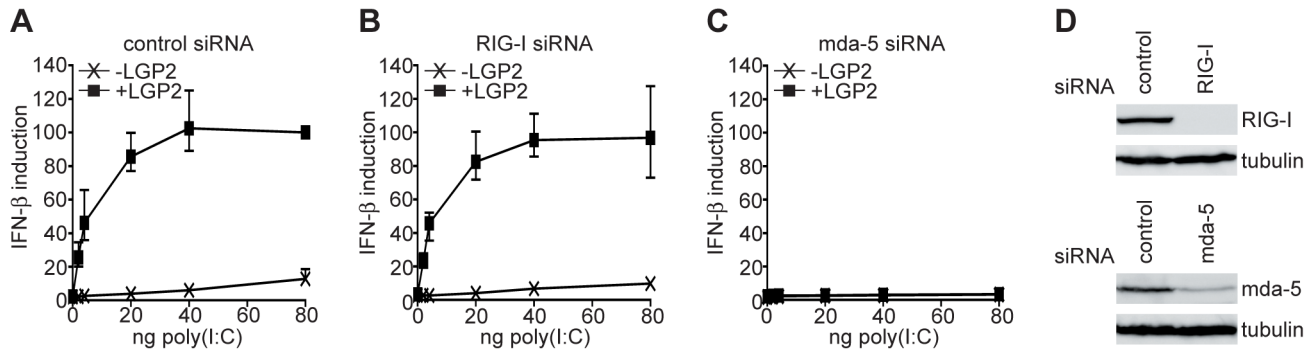 A
control siRNA
-LGP2
+LGP2
140
120
100
80
60
40
20
0
IFN-β induction
0 20 40 60 80
ng poly(I:C)
B
RIG-I siRNA
-LGP2
+LGP2
140
120
100
80
60
40
20
0
IFN-β induction
0 20 40 60 80
ng poly(I:C)
C
mda-5 siRNA
-LGP2
+LGP2
140
120
100
80
60
40
20
0
IFN-β induction
0 20 40 60 80
ng poly(I:C)
D
siRNA control RIG-I
RIG-I
tubulin
siRNA control mda-5
mda-5
tubulin